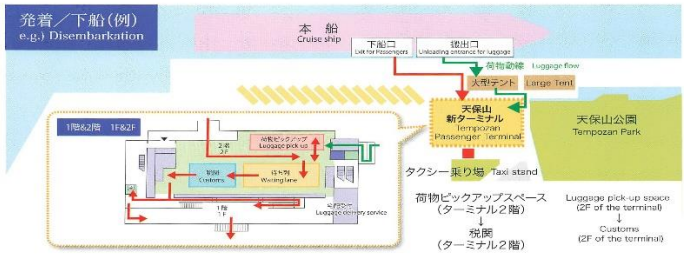 発着／下船(例)
e.g.) Disembarkation
本 船
Cruise ship
下船口
Exit for Passengers
搬出口
Unloading entrance for luggage
荷物動線 Luggage flow
大型テント Large Tent
天保山
新ターミナル
Tempozan
Passenger Terminal
天保山公園
Tempozan Park
タクシー乗り場 Taxi stand
荷物ピックアップスペース
(ターミナル２階)
↓
税関
(ターミナル２階)
Luggage pick-up space
(2F of the terminal)
↓
Customs
(2F of the terminal)
1階&2階 1F&2F
荷物ピックアップ
Luggage pick up
2階
2F
税関
Customs
待ち列
Waiting lane
1階
1F
Luggage delivery service